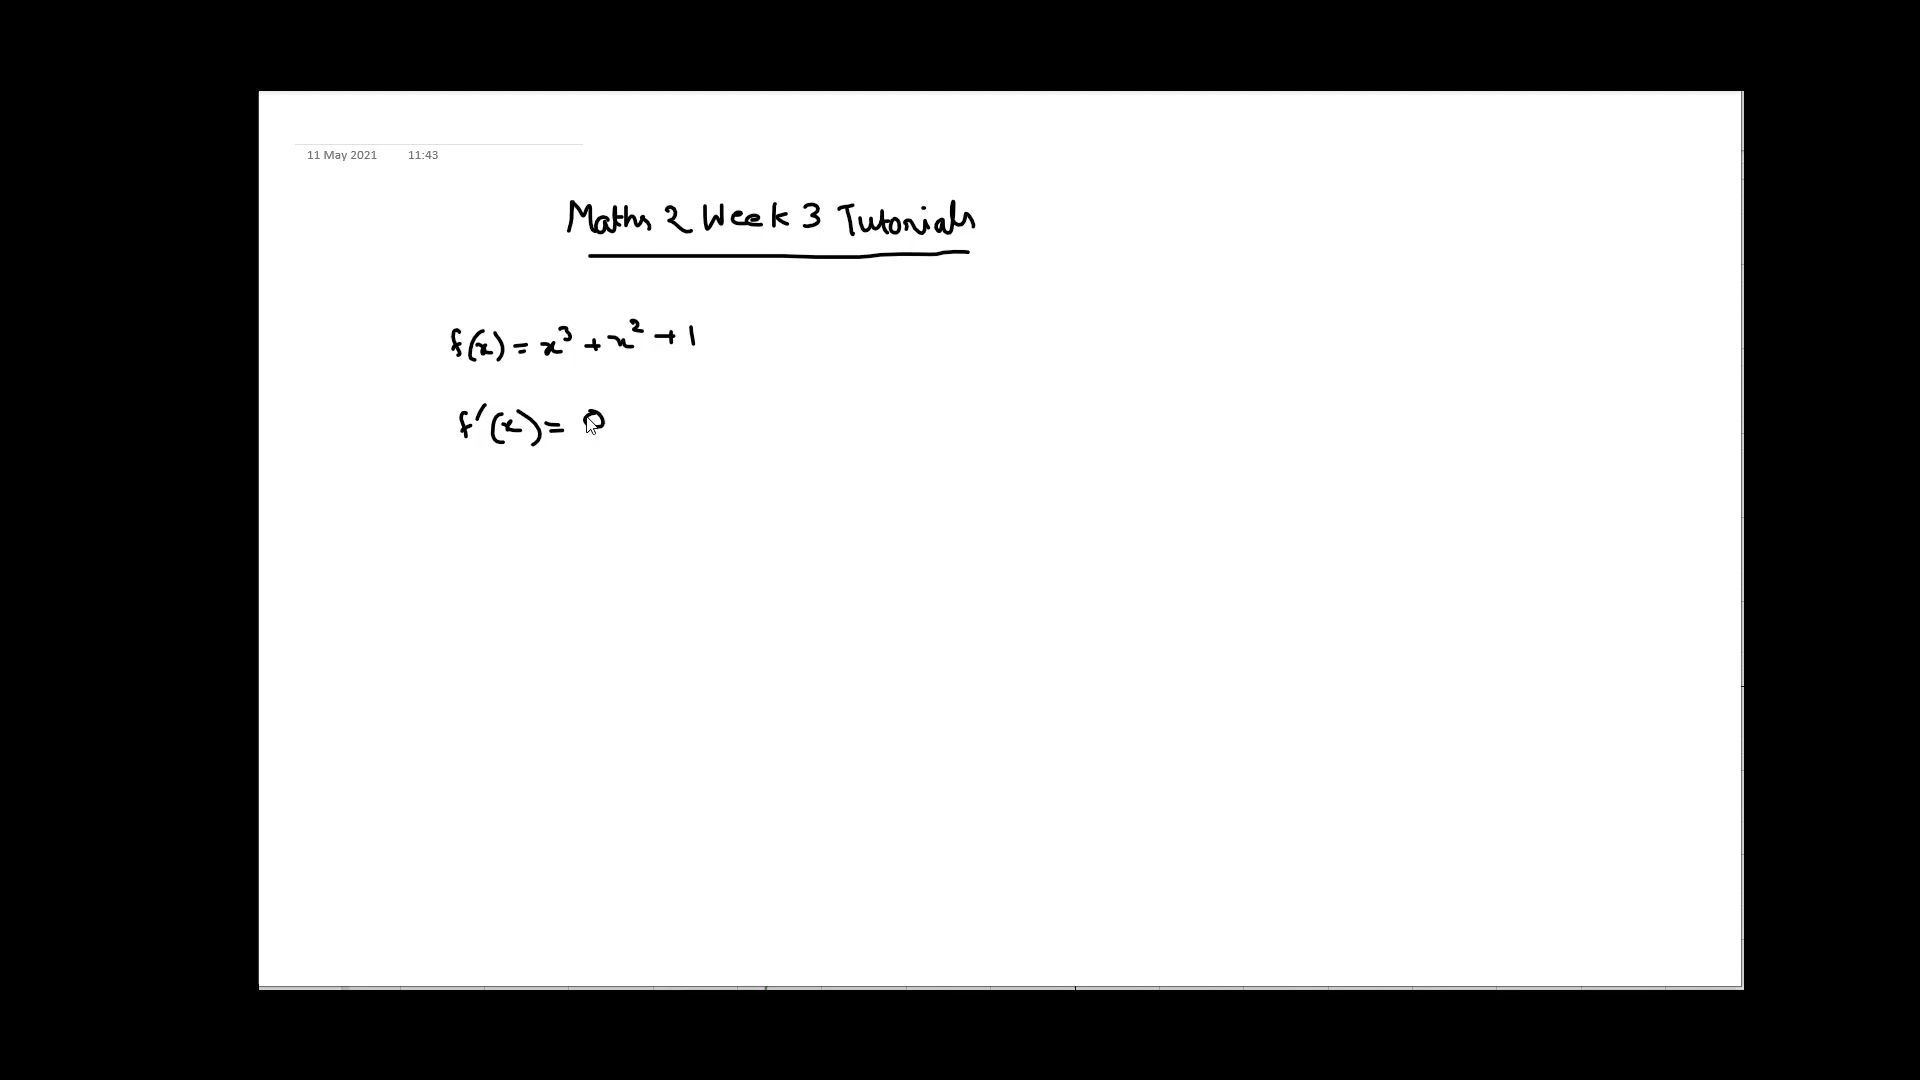 11 May 2021 11:43
Maths 2 Week 3 Tutorials
f(x) = x³ + x² + 1
f'(x) = 0